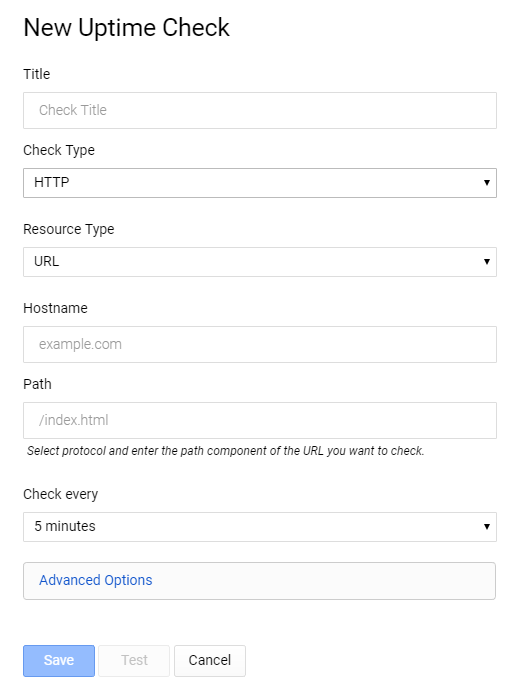 New Uptime Check
Title
Check Title
Check Type
HTTP
Resource Type
URL
Hostname
example.com
Path
/index.html
Select protocol and enter the path component of the URL you want to check.
Check every
5 minutes
Advanced Options
Save Test Cancel